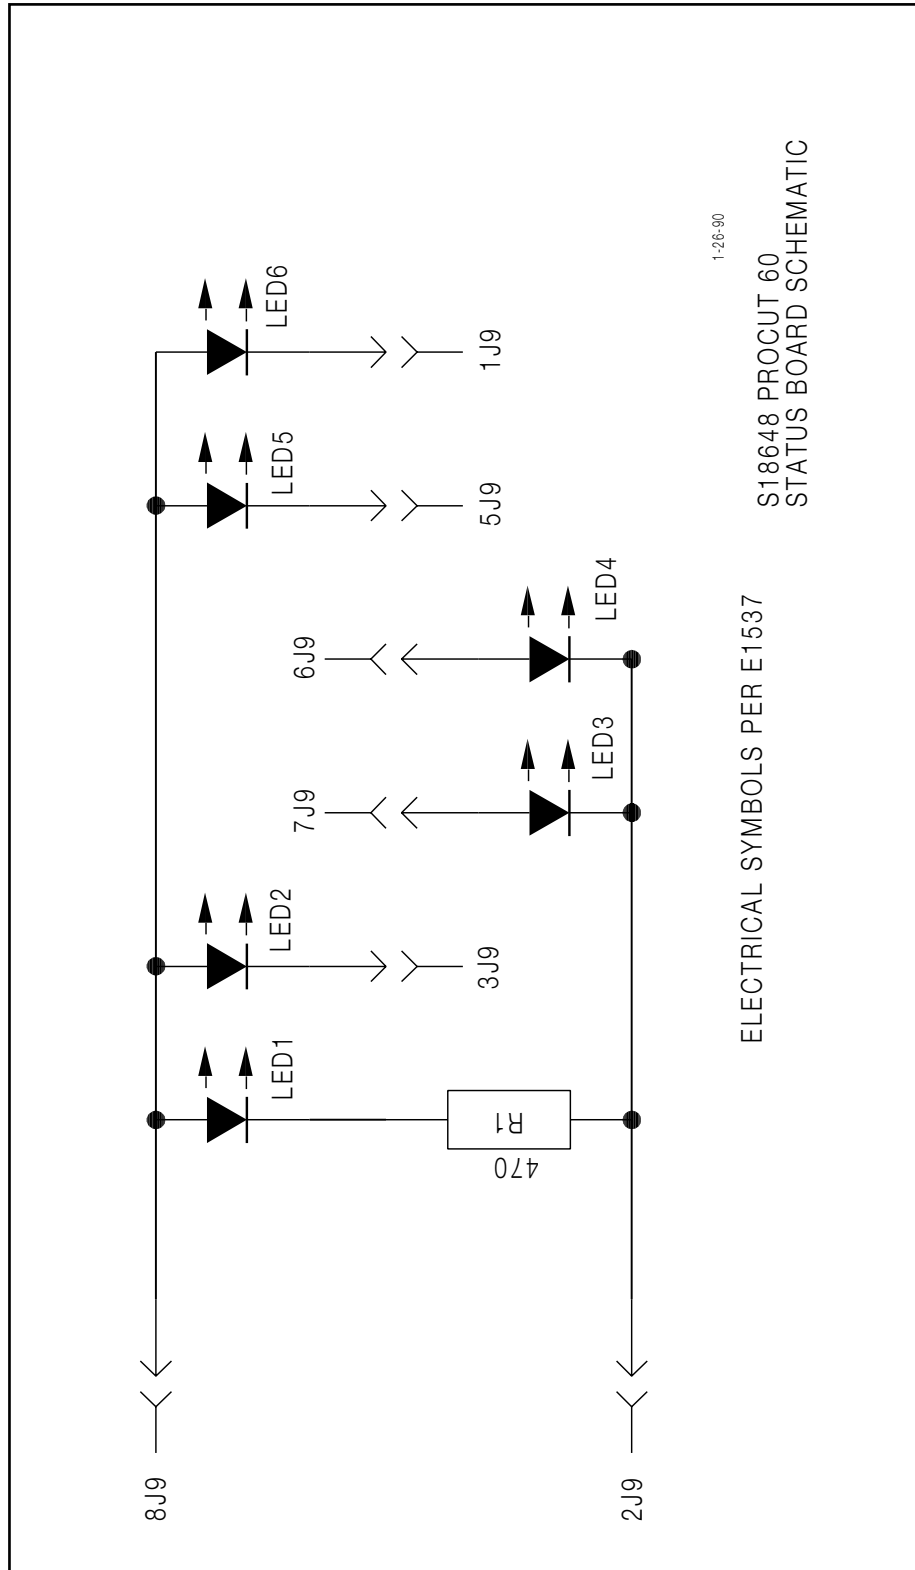 8J9
2J9
LED1
R1
470
LED2
3J9
7J9
LED3
6J9
LED4
LED5
5J9
LED6
1J9
ELECTRICAL SYMBOLS PER E1537
1-26-90
S18648 PROCUT 60
STATUS BOARD SCHEMATIC